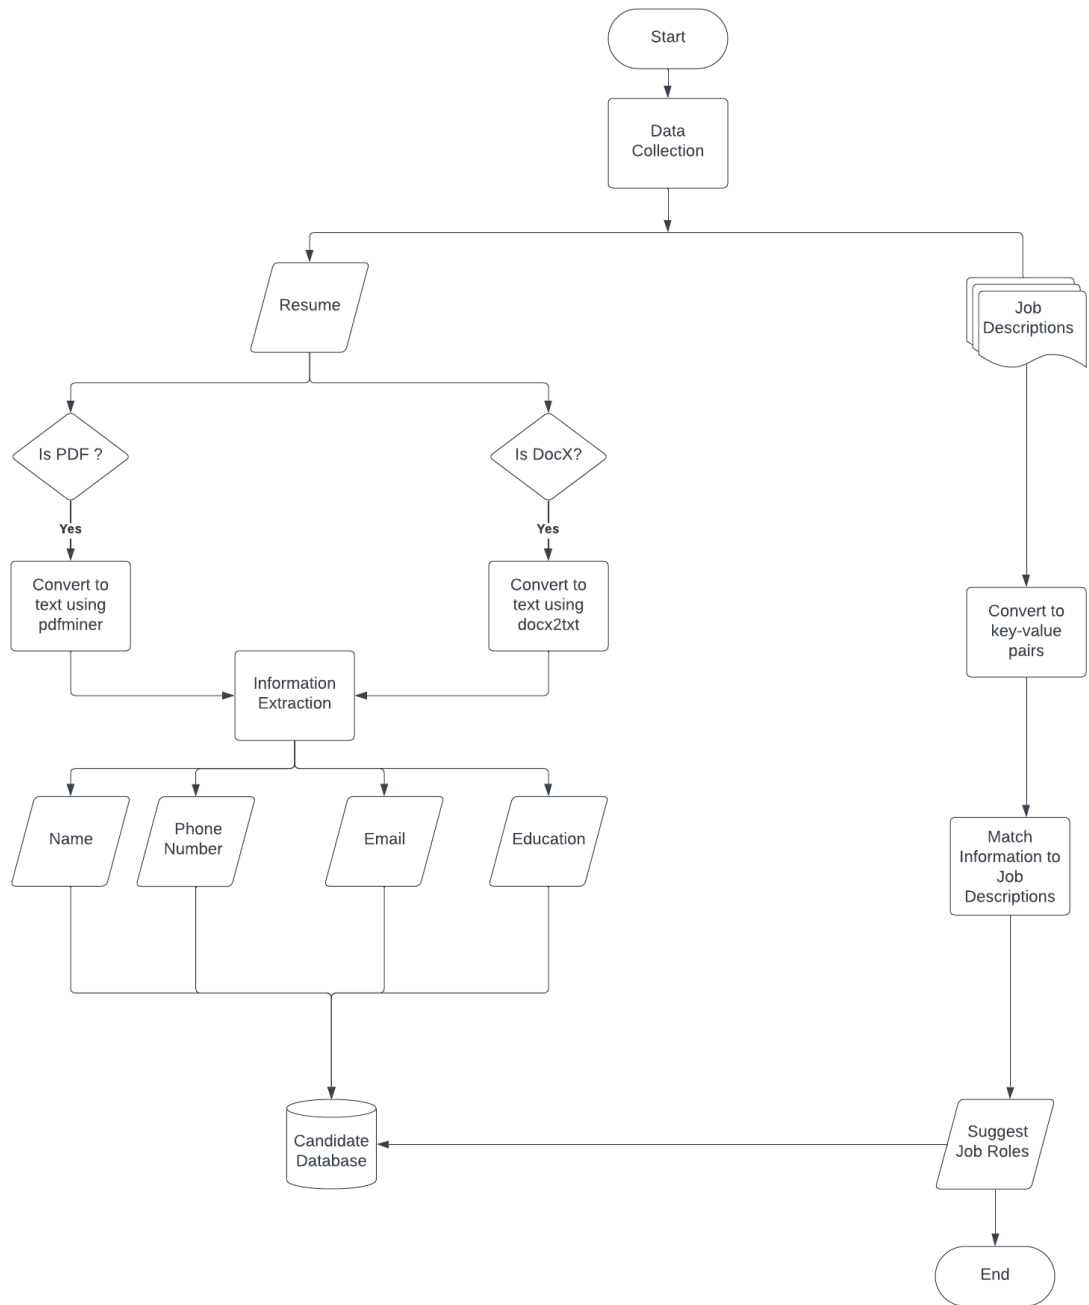 Start
Data
Collection
Resume
Job
Descriptions
Is PDF ?
Is DocX?
Yes
Yes
Convert to
text using
pdfminer
Convert to
text using
docx2txt
Convert to
key-value
pairs
Information
Extraction
Name
Phone
Number
Email
Education
Match
Information to
Job
Descriptions
Candidate
Database
Suggest
Job Roles
End